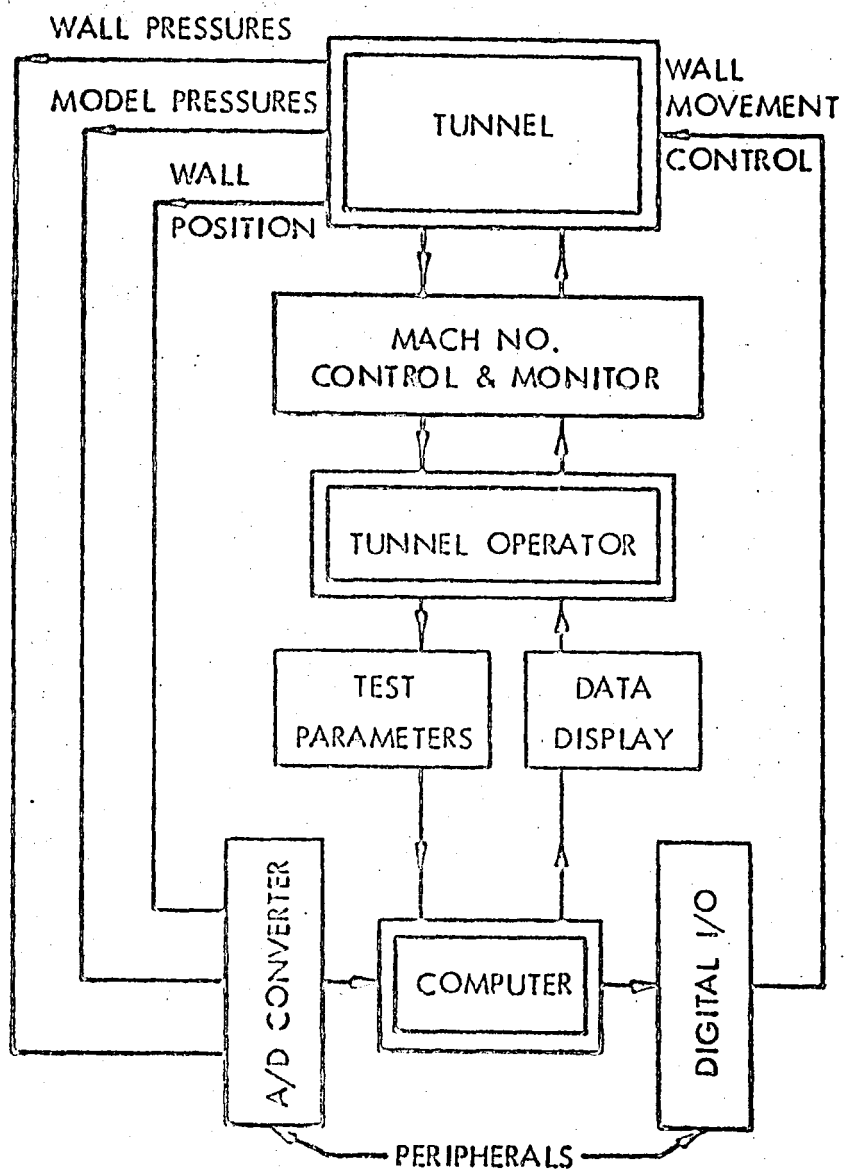 WALL PRESSURES
MODEL PRESSURES
WALL
POSITION
TUNNEL
WALL
MOVEMENT
CONTROL
MACH NO.
CONTROL & MONITOR
TUNNEL OPERATOR
TEST
PARAMETERS
DATA
DISPLAY
A/D CONVERTER
COMPUTER
DIGITAL I/O
PERIPHERALS